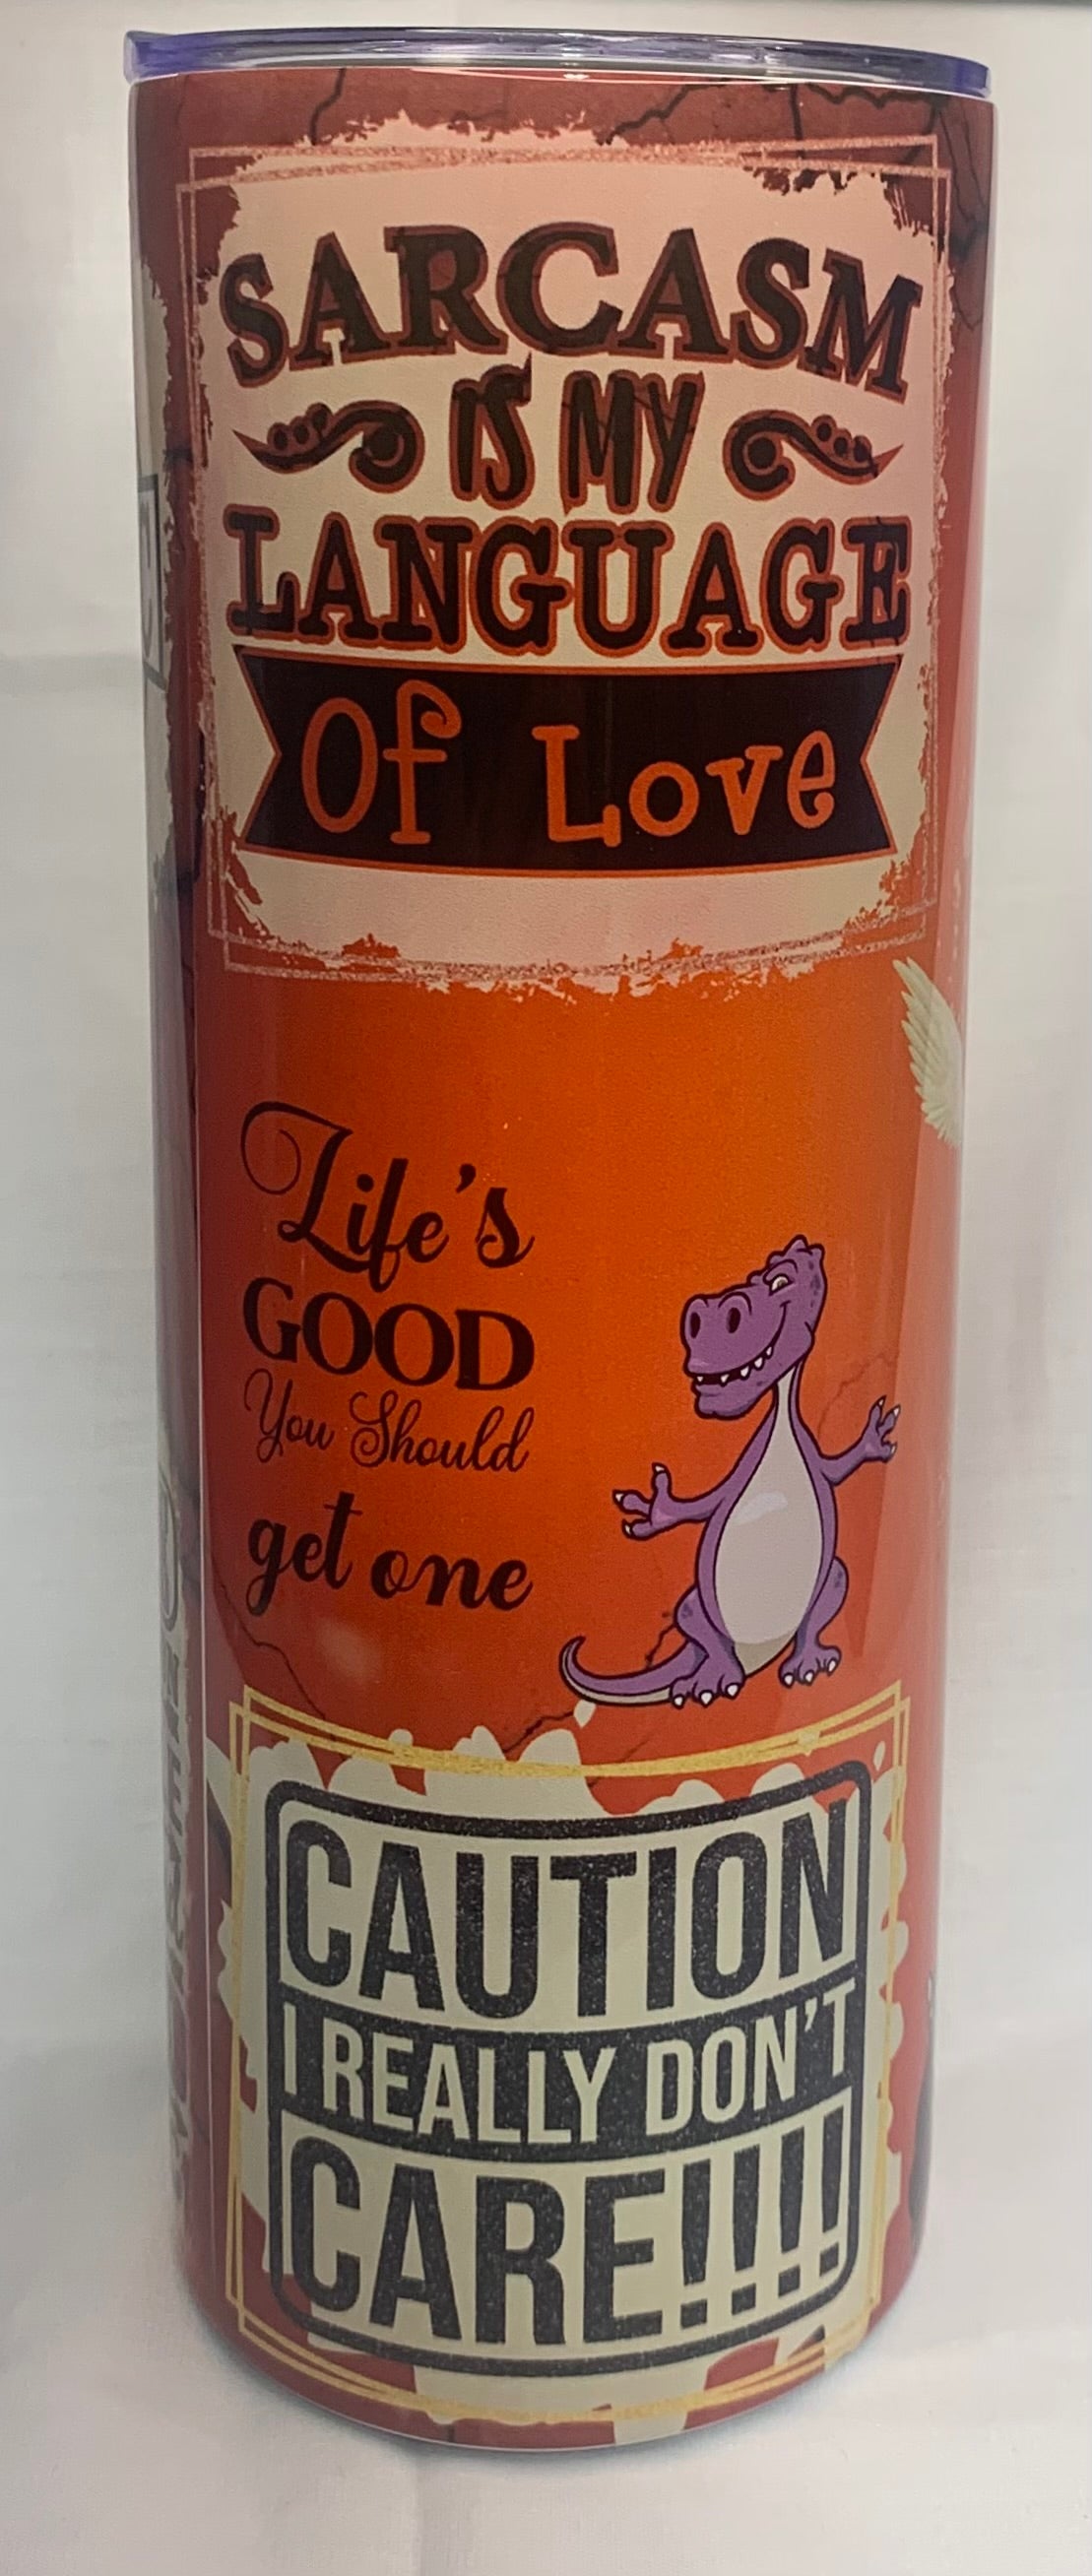 SARCASM
IS MY
LANGUAGE
Of Love
Life's
GOOD
You Should
get one
CAUTION
I REALLY DON'T
CARE!!!!